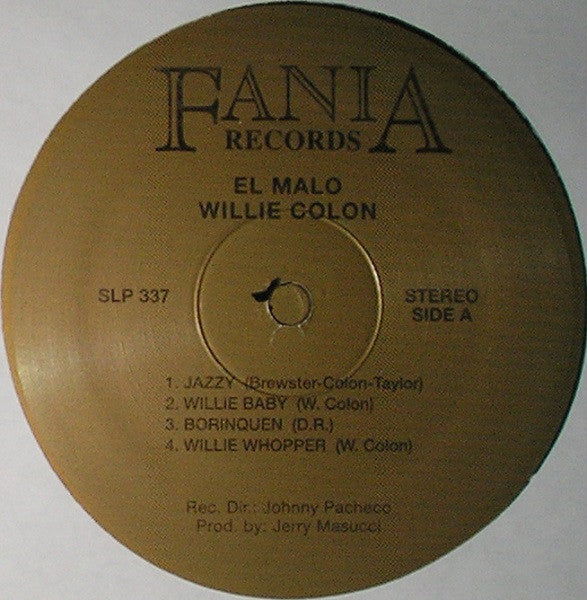 FANIA
RECORDS
EL MALO
WILLIE COLON
SLP 337
STEREO
SIDE A
1. JAZZY (Brewster-Colon-Taylor)
2. WILLIE BABY (W. Colon)
3. BORINQUEN (D.R.)
4. WILLIE WHOPPER (W. Colon)
Rec. Dir.: Johnny Pacheco
Prod. by: Jerry Masucci